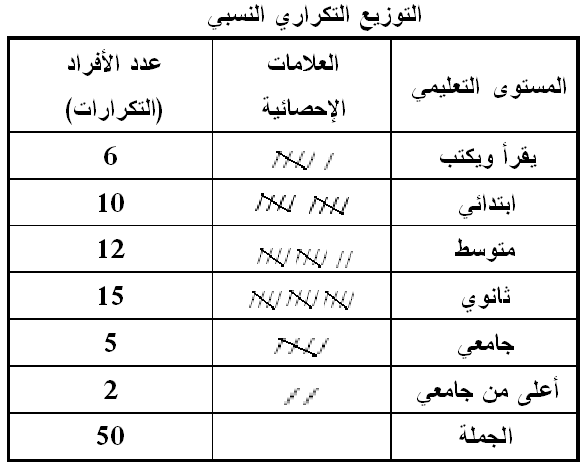 التوزيع التكراري النسبي
المستوى التعليمي العلامات الإحصائية عدد الأفراد (التكرارات)
يقرأ ويكتب 6
ابتدائي 10
متوسط 12
ثانوي 15
جامعي 5
أعلى من جامعي 2
الجملة 50